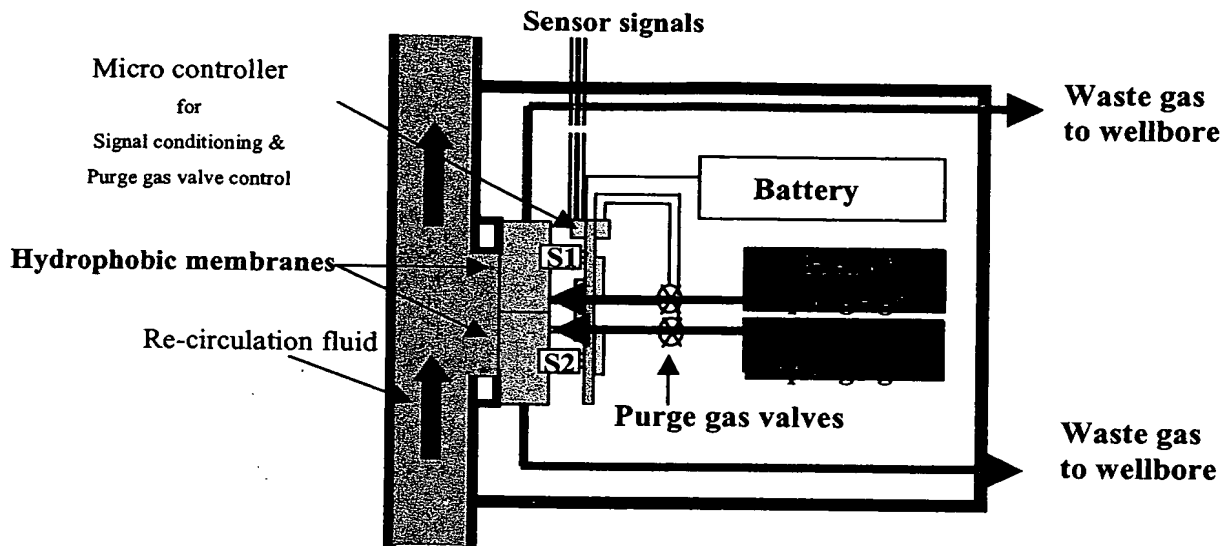 Sensor signals
Micro controller
for
Signal conditioning &
Purge gas valve control
Waste gas
to wellbore
Battery
S1
Hydrophobic membranes
Re-circulation fluid
S2
Purge gas valves
Waste gas
to wellbore